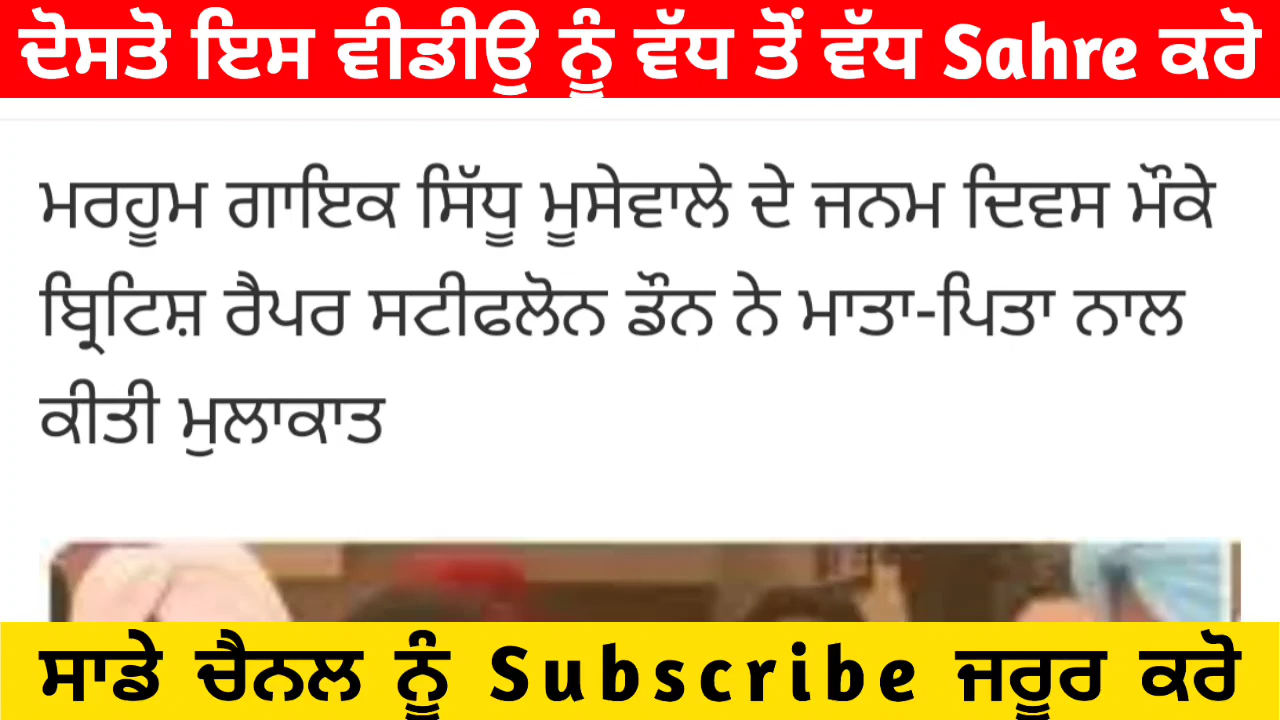 ਦੋਸਤੋ ਇਸ ਵੀਡੀਉ ਨੂੰ ਵੱਧ ਤੋਂ ਵੱਧ Sahre ਕਰੋ
ਮਰਹੂਮ ਗਾਇਕ ਸਿੱਧੂ ਮੂਸੇਵਾਲੇ ਦੇ ਜਨਮ ਦਿਵਸ ਮੌਕੇ
ਬ੍ਰਿਟਿਸ਼ ਰੈਪਰ ਸਟੀਫਲੋਨ ਡੌਨ ਨੇ ਮਾਤਾ-ਪਿਤਾ ਨਾਲ
ਕੀਤੀ ਮੁਲਾਕਾਤ
ਸਾਡੇ ਚੈਨਲ ਨੂੰ Subscribe ਜਰੂਰ ਕਰੋ